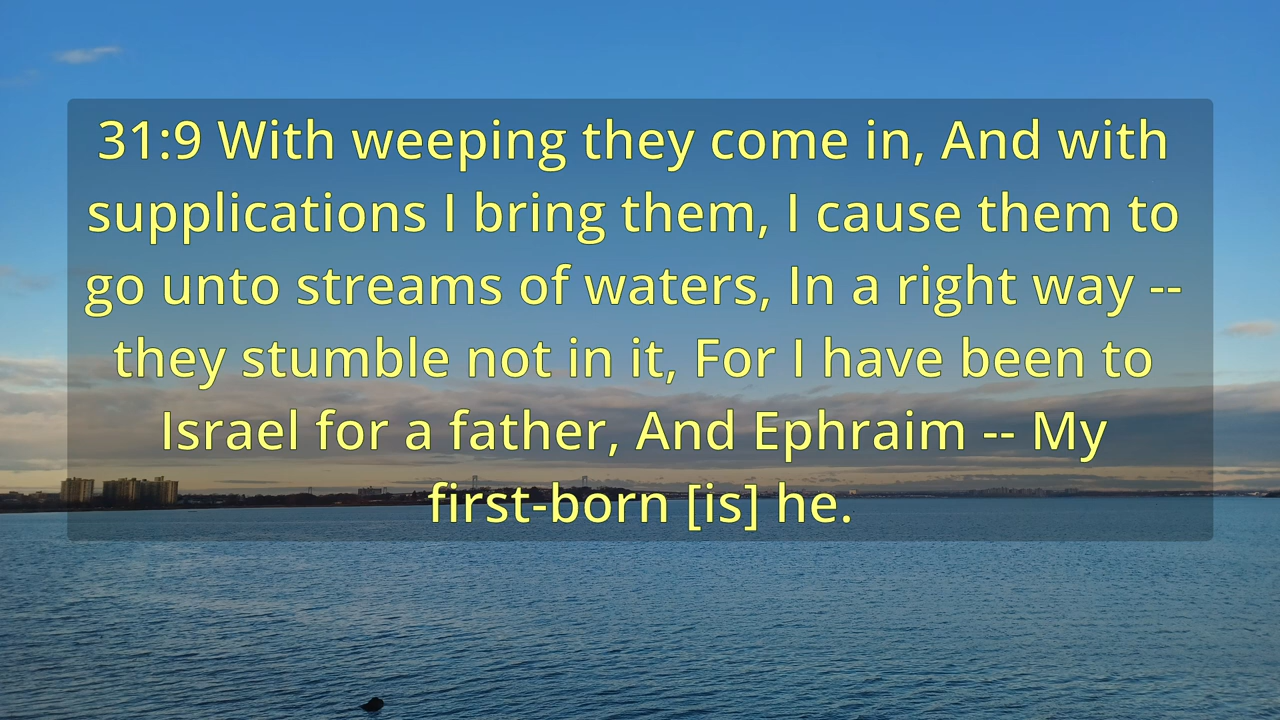 31:9 With weeping they come in, And with
supplications I bring them, I cause them to
go unto streams of waters, In a right way --
they stumble not in it, For I have been to
Israel for a father, And Ephraim -- My
first-born [is] he.